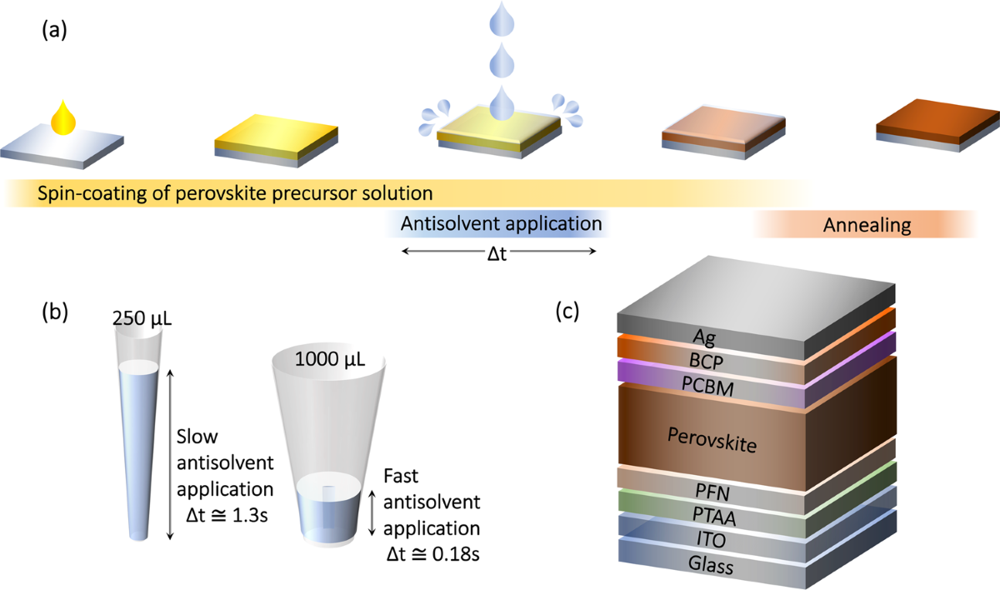 (a)
Spin-coating of perovskite precursor solution
Antisolvent application
Annealing
Δt
(b)
250 μL
Slow
antisolvent
application
Δt ≅ 1.3s
1000 μL
Fast
antisolvent
application
Δt ≅ 0.18s
(c)
Ag
BCP
PCBM
Perovskite
PFN
PTAA
ITO
Glass